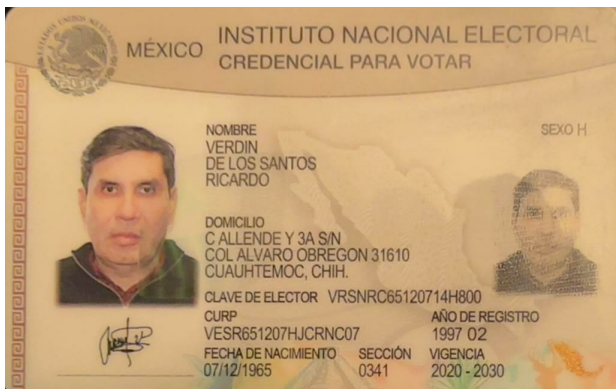 MÉXICO INSTITUTO NACIONAL ELECTORAL
CREDENCIAL PARA VOTAR
NOMBRE SEXO H
VERDIN
DE LOS SANTOS
RICARDO
DOMICILIO
C ALLENDE Y 3A S/N
COL ALVARO OBREGON 31610
CUAUHTEMOC, CHIH.
CLAVE DE ELECTOR VRSNRC65120714H800
CURP AÑO DE REGISTRO
VESR651207HJCRNC07 1997 02
FECHA DE NACIMIENTO SECCIÓN VIGENCIA
07/12/1965 0341 2020 - 2030